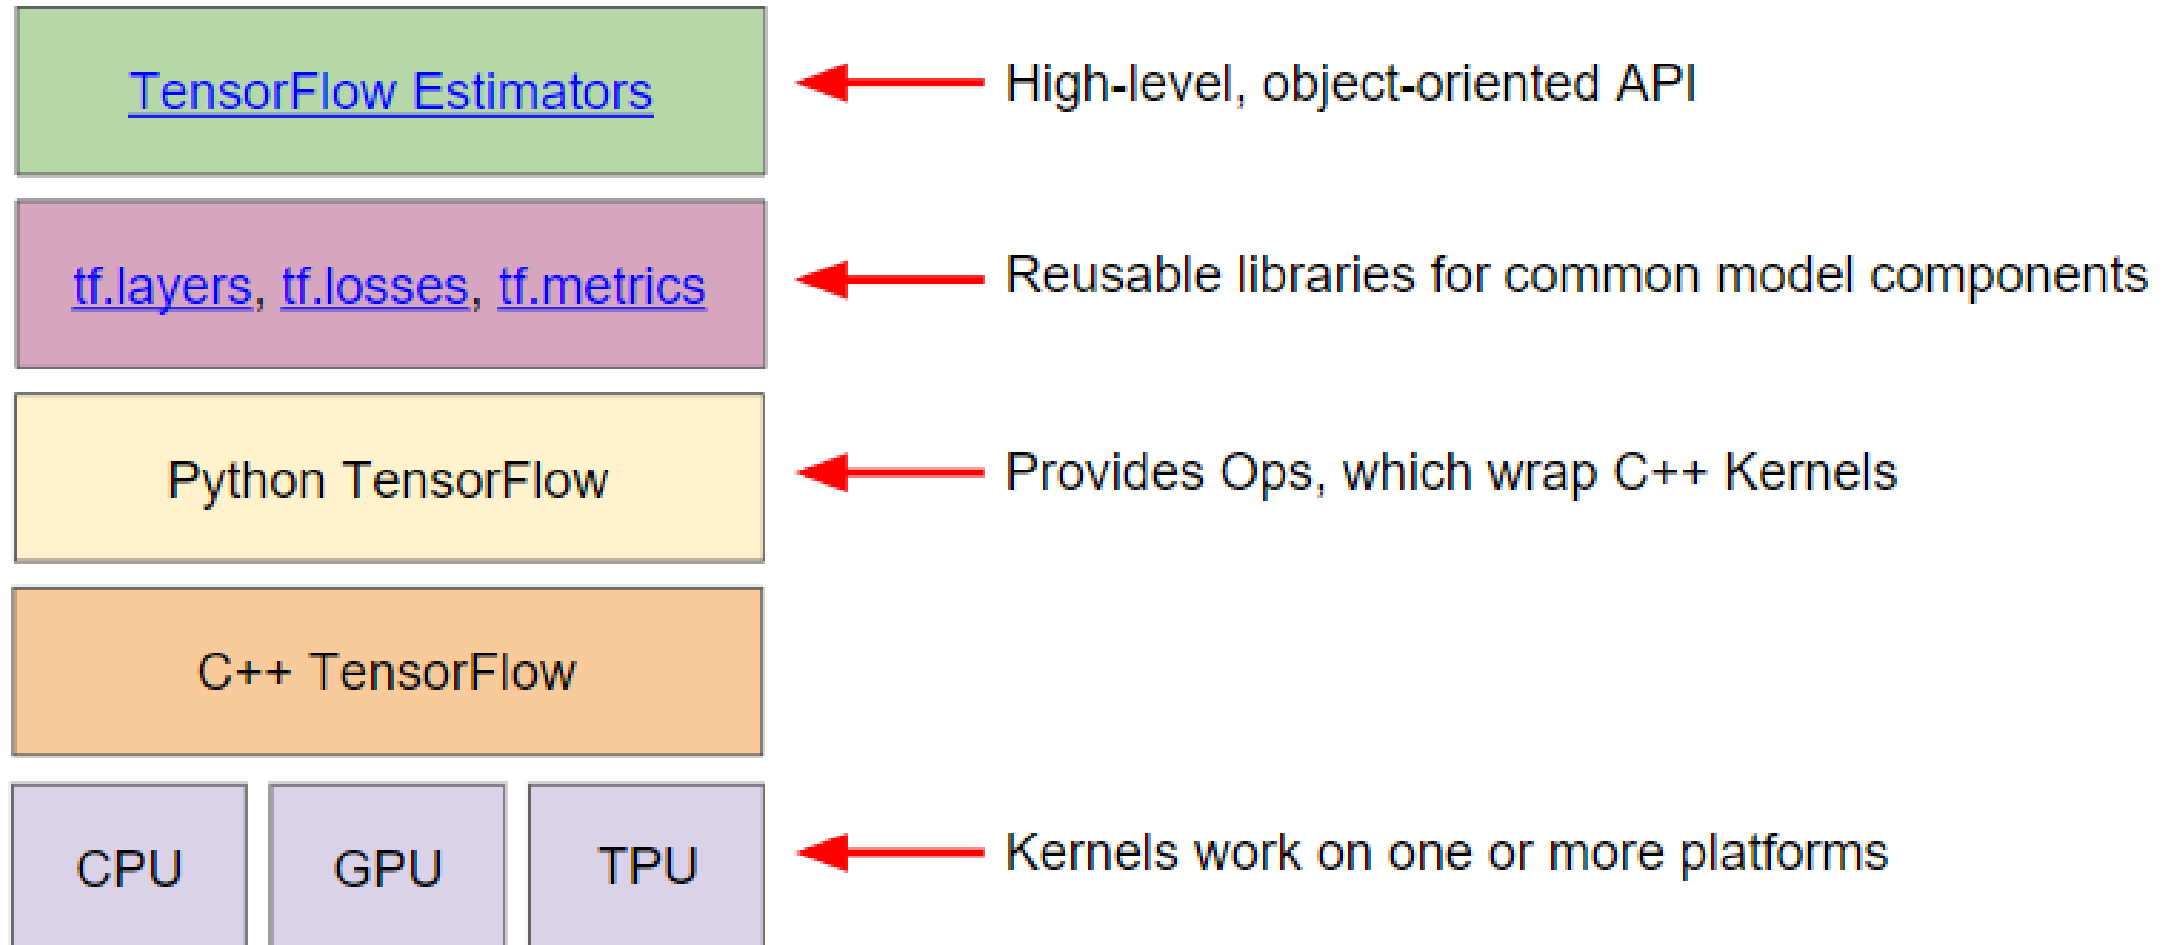 TensorFlow Estimators
High-level, object-oriented API
tf.layers, tf.losses, tf.metrics
Reusable libraries for common model components
Python TensorFlow
Provides Ops, which wrap C++ Kernels
C++ TensorFlow
CPU
GPU
TPU
Kernels work on one or more platforms